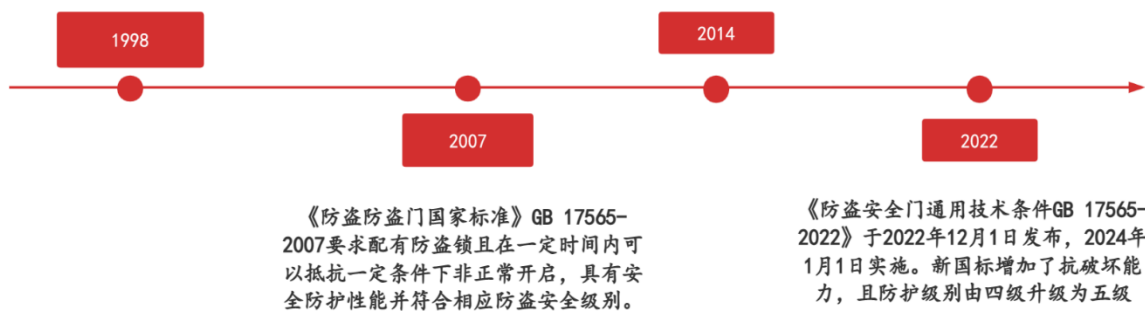 1998
2014
2007
2022
《防盗防盗门国家标准》GB 17565-
2007要求配有防盗锁且在一定时间内可
以抵抗一定条件下非正常开启，具有安
全防护性能并符合相应防盗安全级别。
《防盗安全门通用技术条件GB 17565-
2022》于2022年12月1日发布，2024年
1月1日实施。新国标增加了抗破坏能
力，且防护级别由四级升级为五级